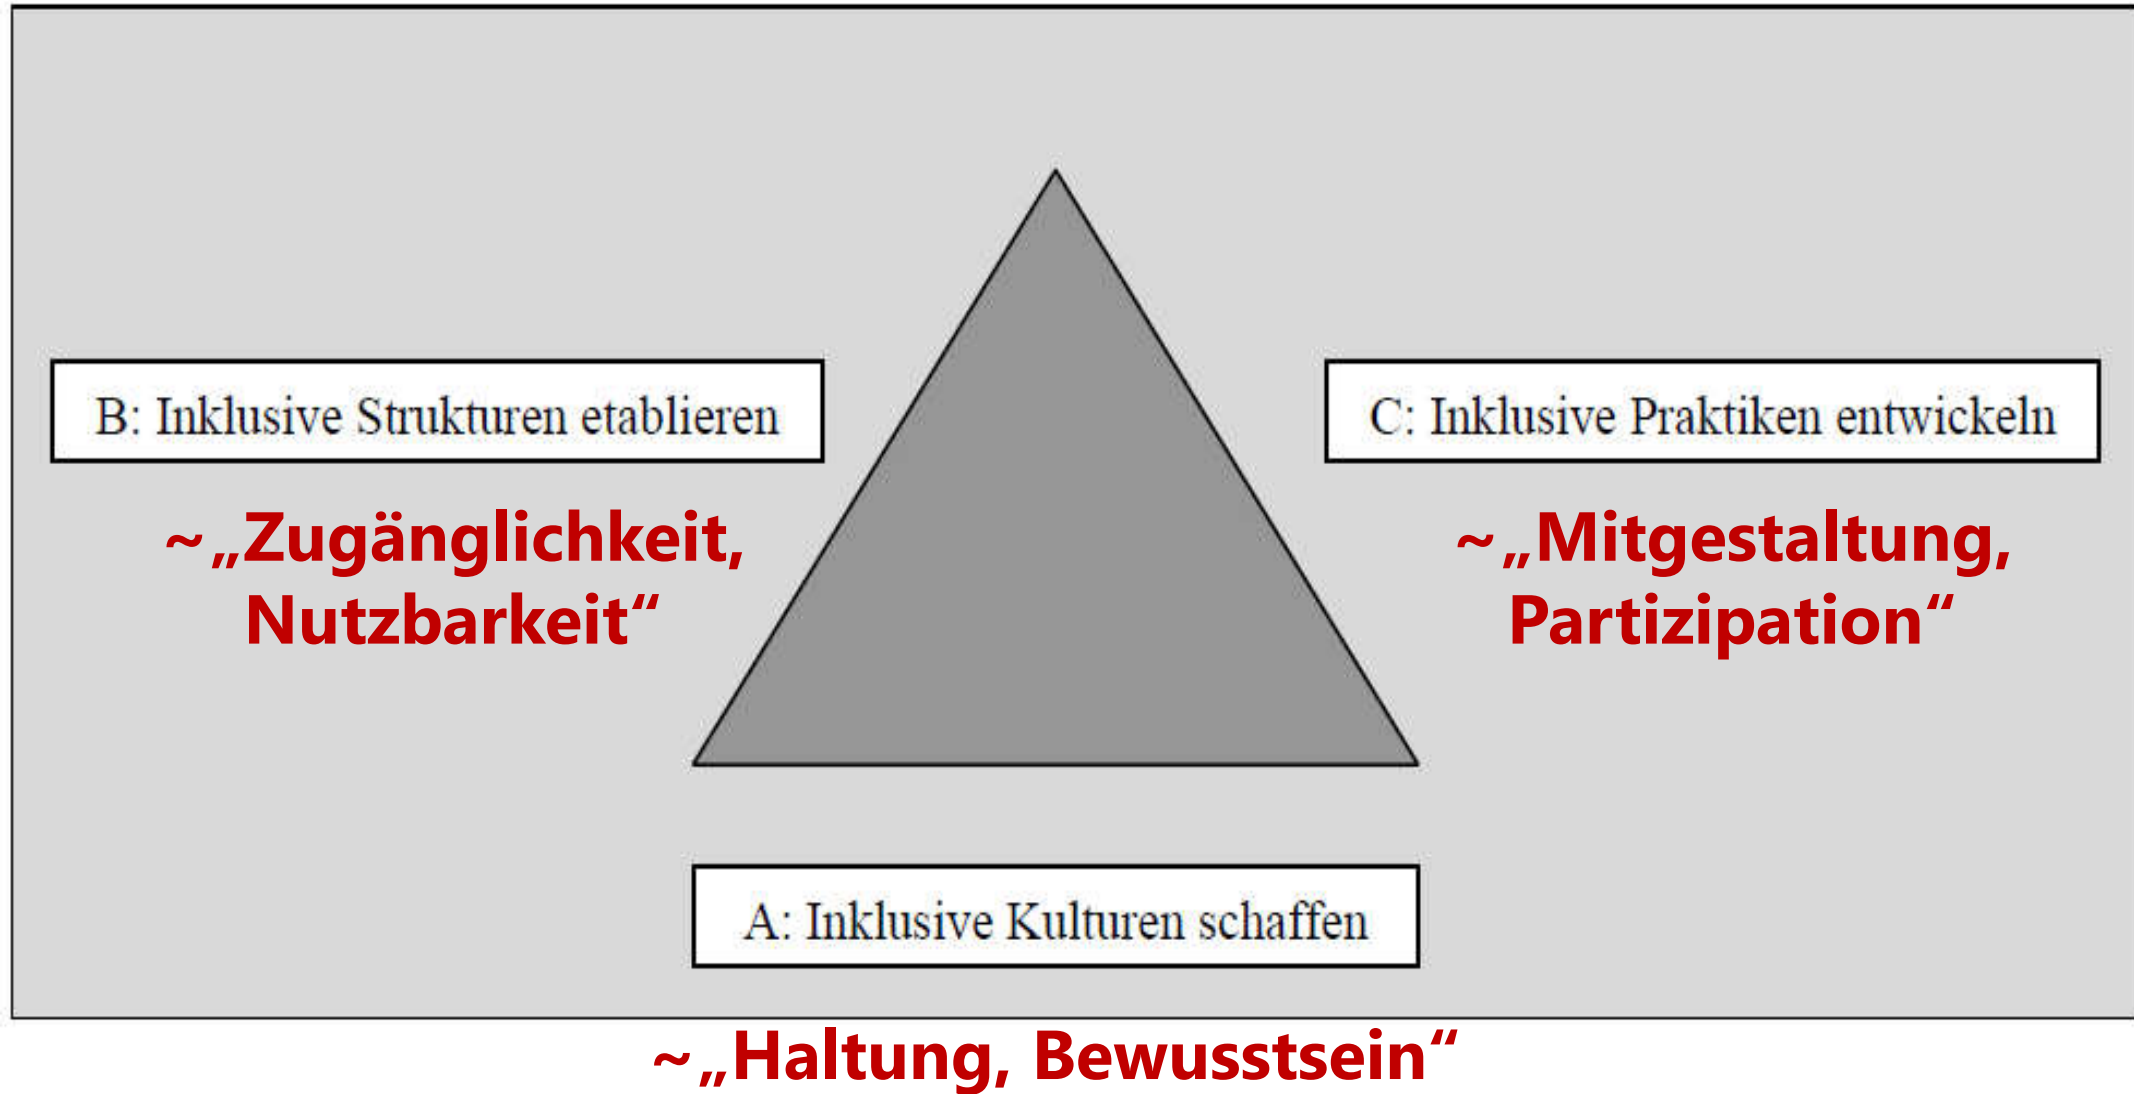 B: Inklusive Strukturen etablieren
~„Zugänglichkeit,
Nutzbarkeit“
C: Inklusive Praktiken entwickeln
~„Mitgestaltung,
Partizipation“
A: Inklusive Kulturen schaffen
~„Haltung, Bewusstsein“